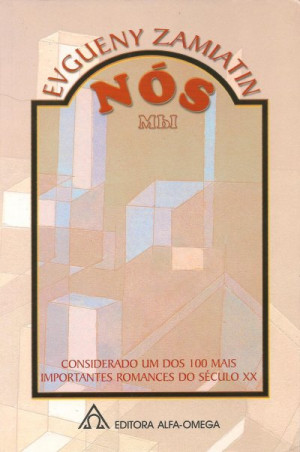 EVGUENY ZAMIATIN
NÓS
МЫ
CONSIDERADO UM DOS 100 MAIS
IMPORTANTES ROMANCES DO SÉCULO XX
EDITORA ALFA-OMEGA